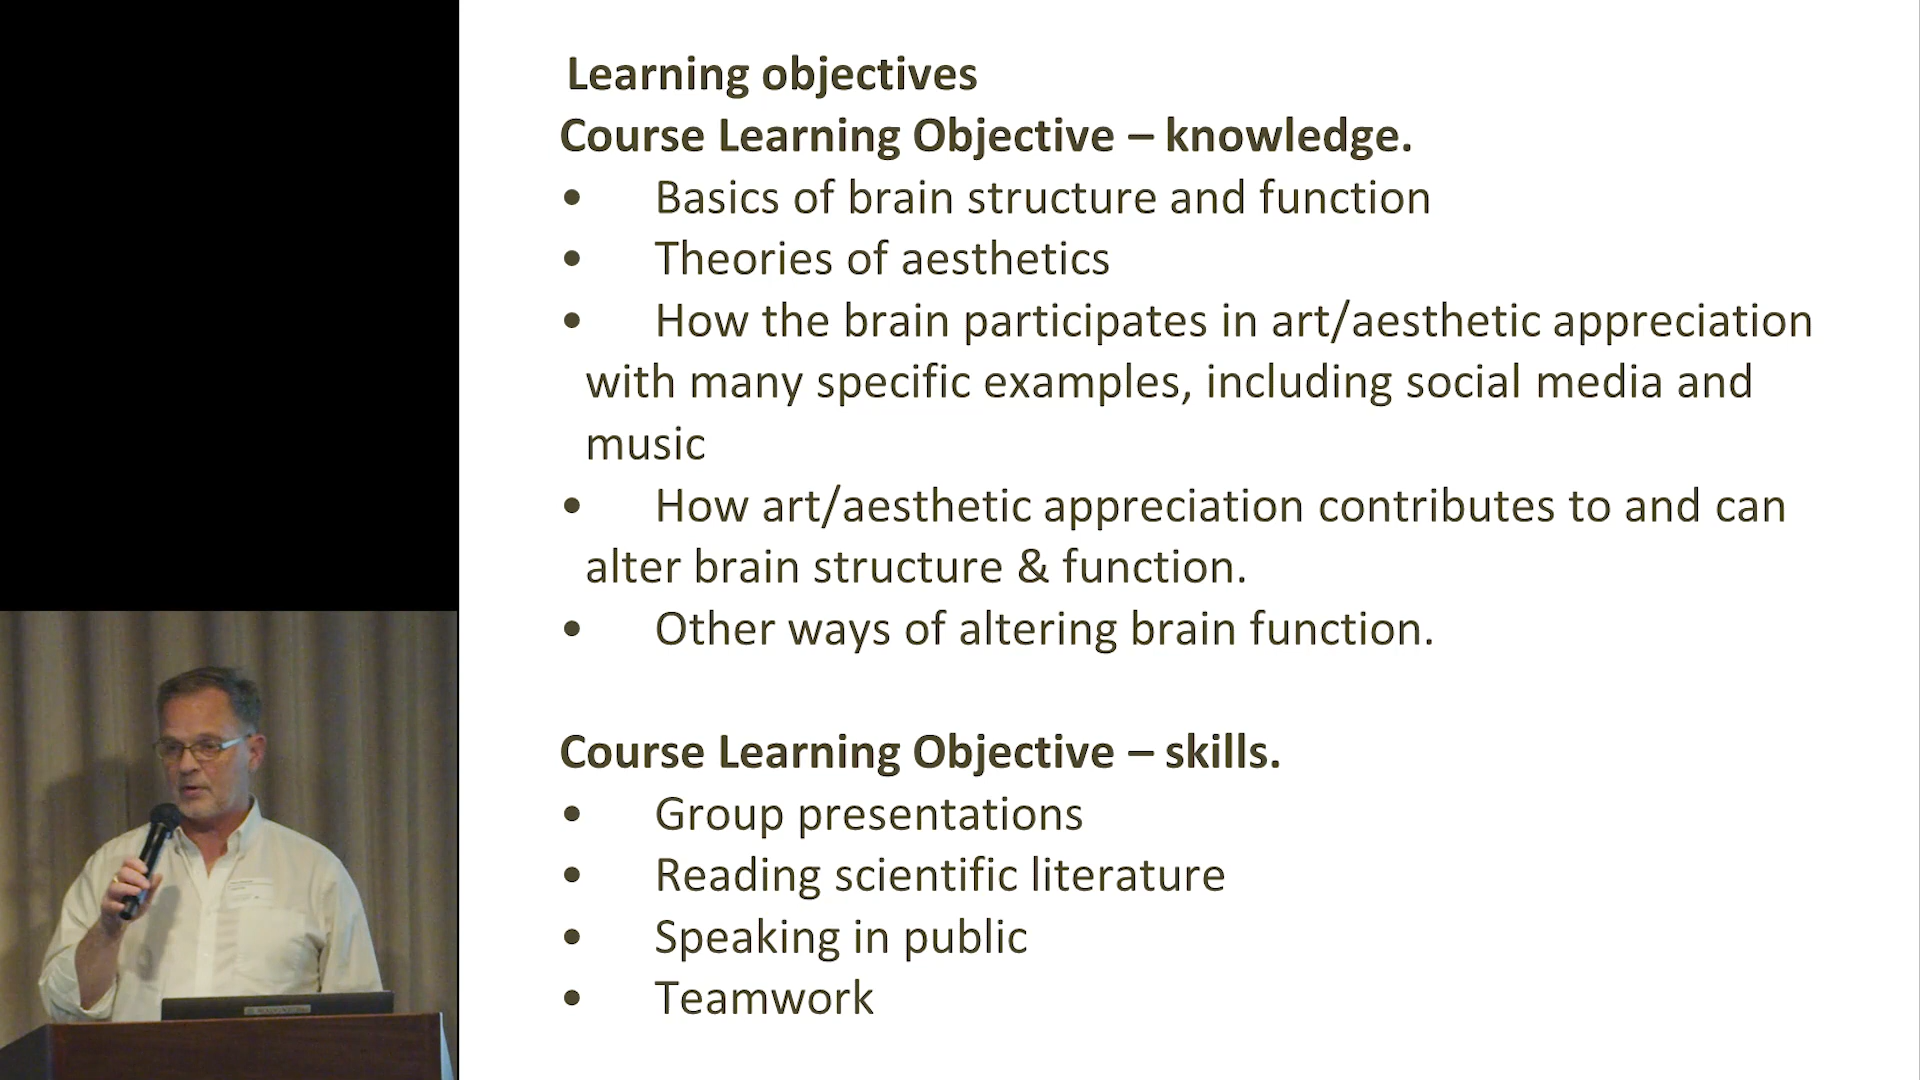 Learning objectives
Course Learning Objective – knowledge.
• Basics of brain structure and function
• Theories of aesthetics
• How the brain participates in art/aesthetic appreciation
with many specific examples, including social media and
music
• How art/aesthetic appreciation contributes to and can
alter brain structure & function.
• Other ways of altering brain function.
Course Learning Objective – skills.
• Group presentations
• Reading scientific literature
• Speaking in public
• Teamwork